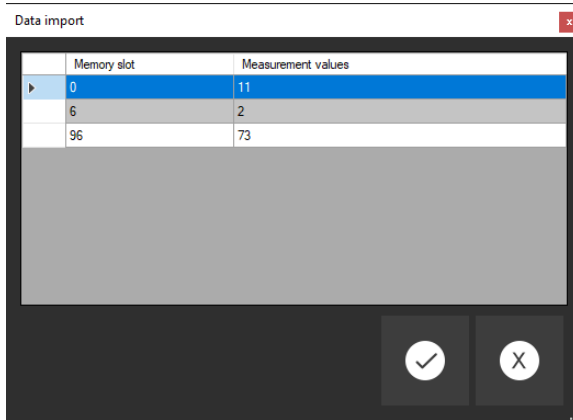 Data import
x
Memory slot Measurement values
0 11
6 2
96 73
X